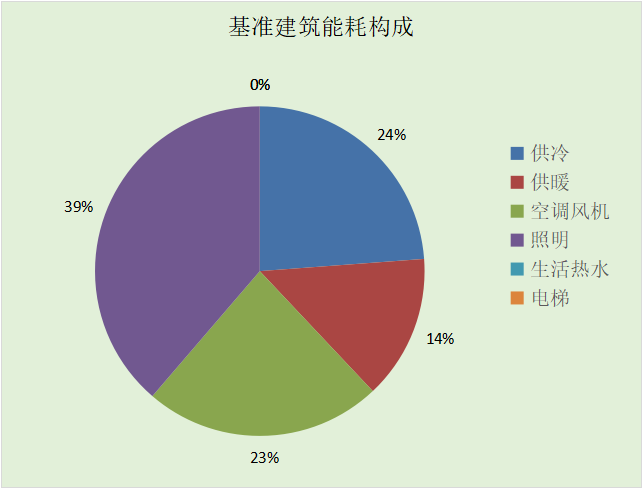 基准建筑能耗构成
0%
24%
39%
14%
23%
供冷
供暖
空调风机
照明
生活热水
电梯